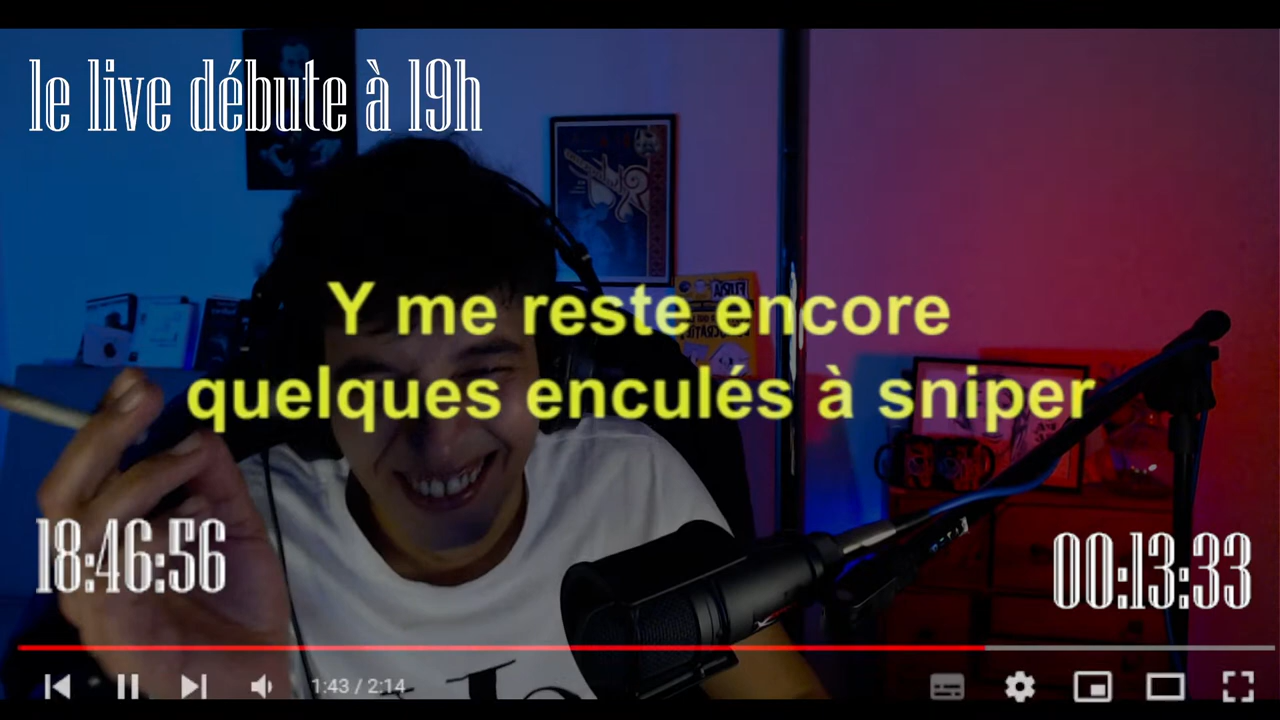 le live débute à 19h
Y me reste encore
quelques enculés à sniper
18:46:56
00:13:33
1:43 / 2:14